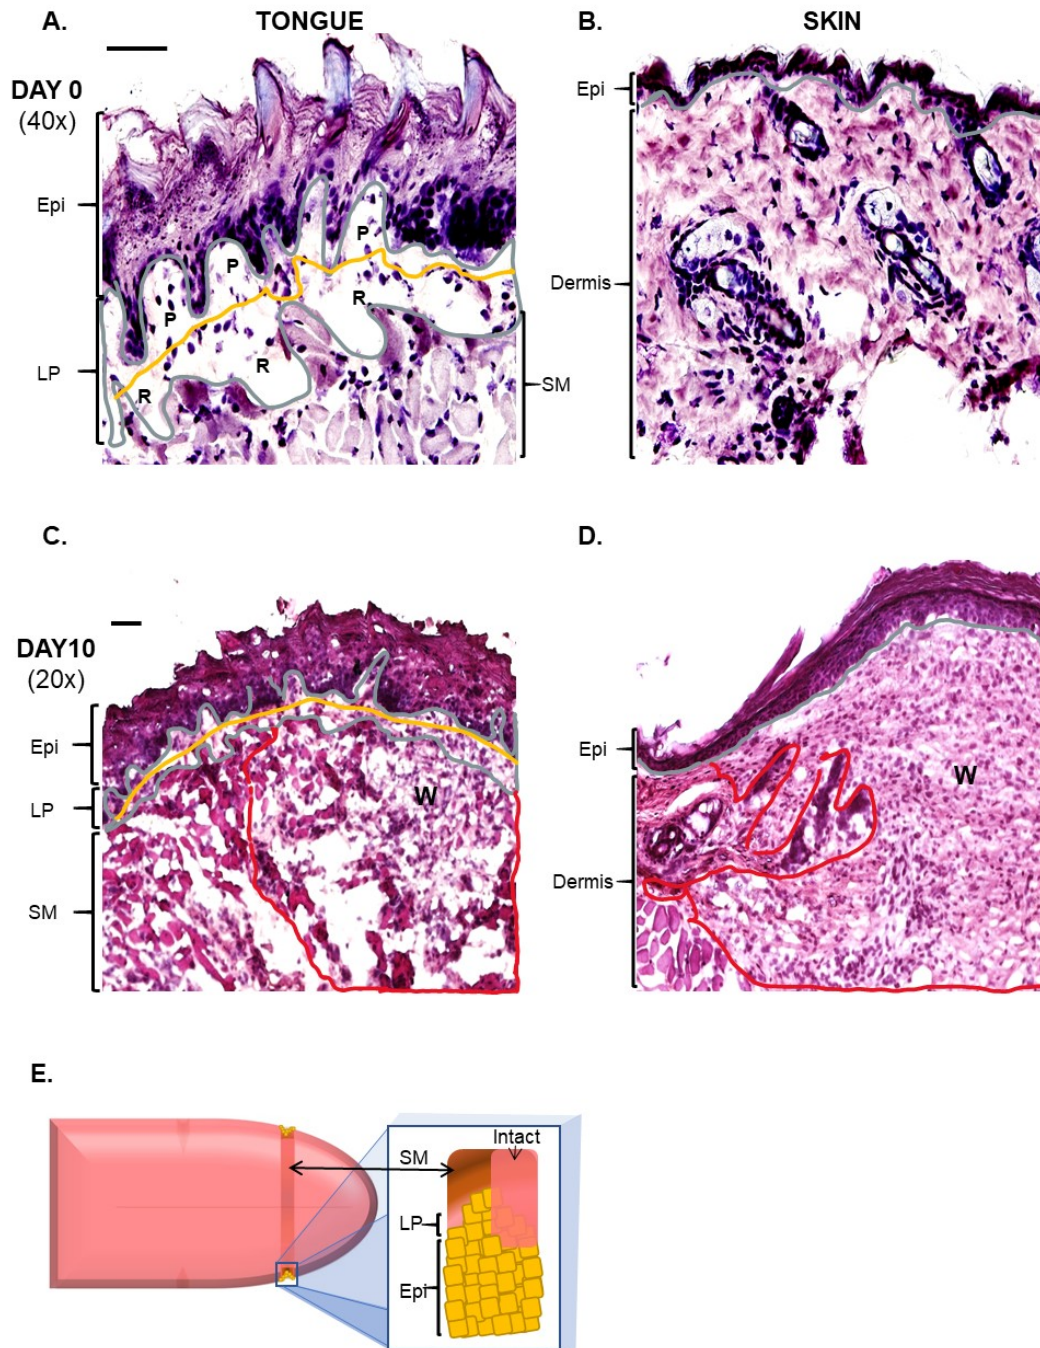 A.
TONGUE
B.
SKIN
DAY 0
(40x)
Epi
P
P
P
R
R
R
LP
SM
Epi
Dermis
C.
D.
DAY10
(20x)
Epi
LP
SM
W
Epi
Dermis
W
E.
Intact
SM
LP
Epi